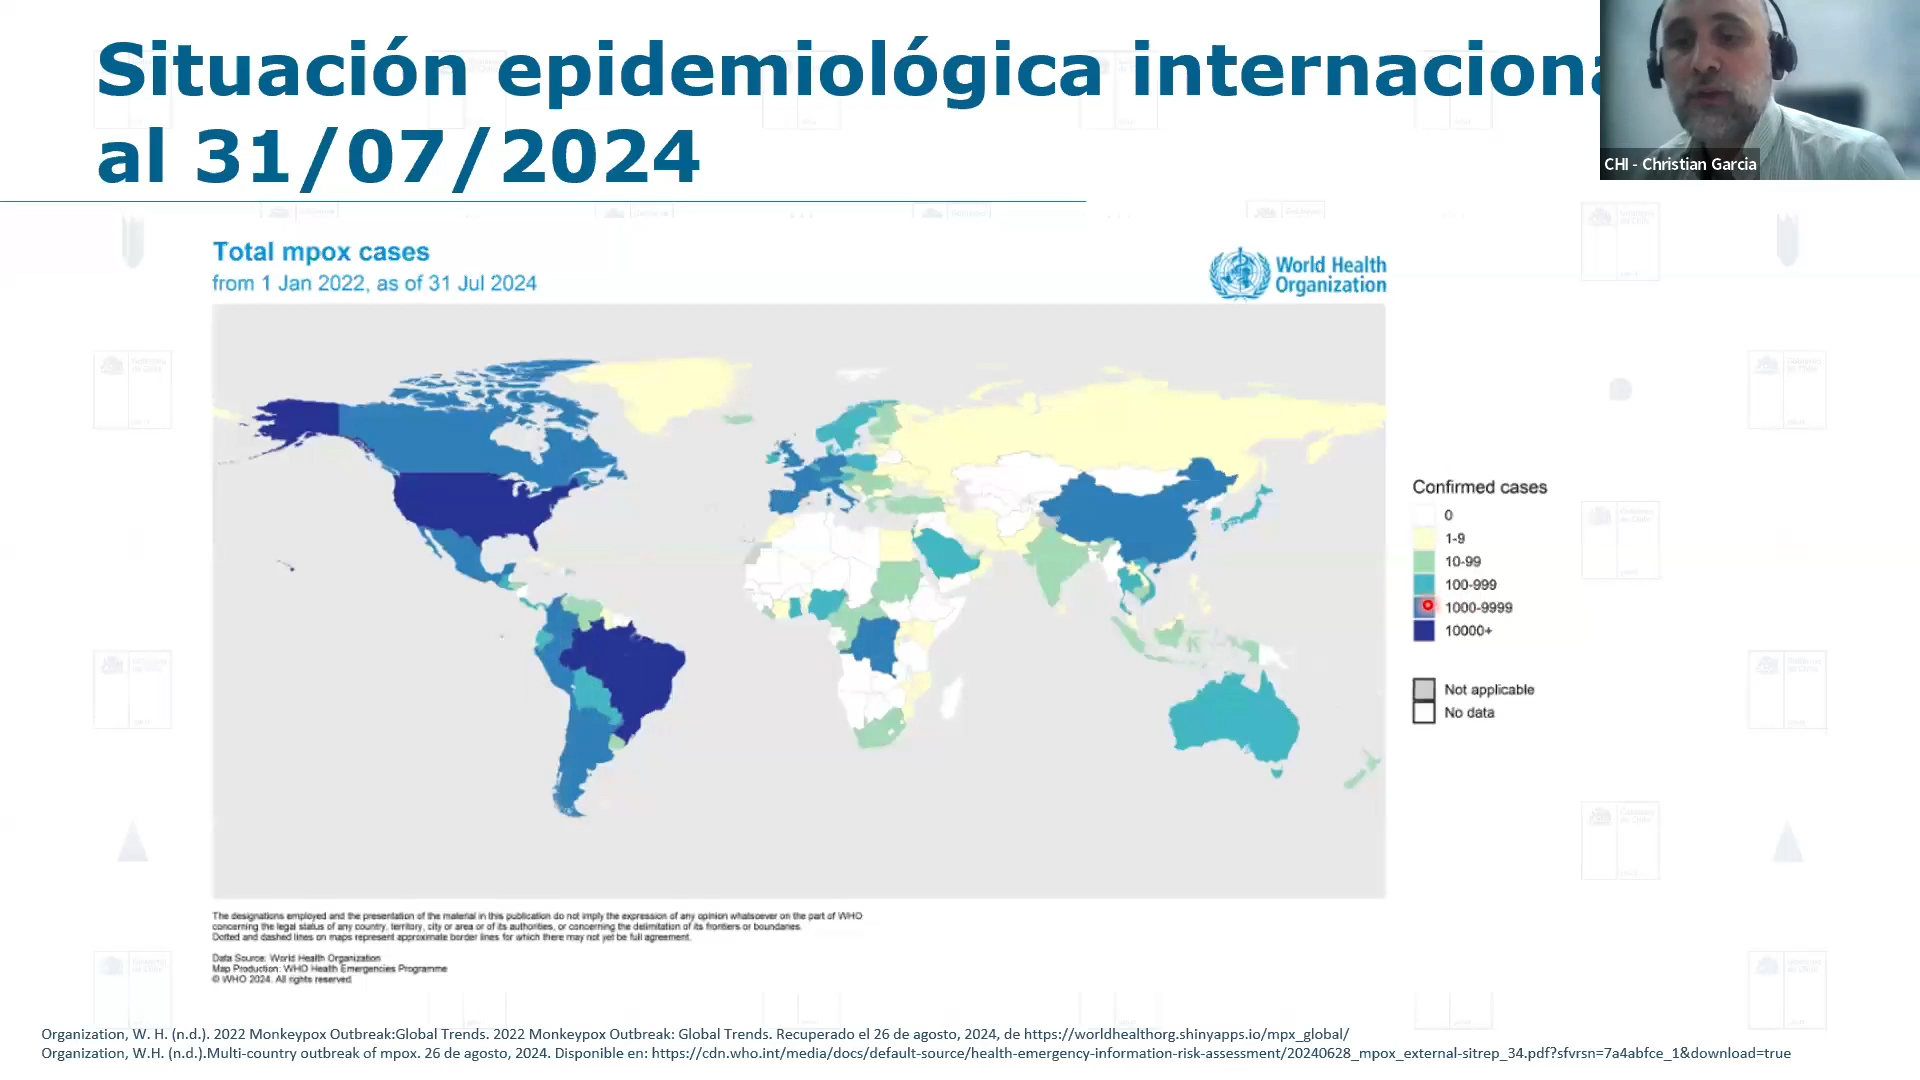 Situación epidemiológica internaciona
al 31/07/2024
CHI - Christian Garcia
Total mpox cases
from 1 Jan 2022, as of 31 Jul 2024
World Health
Organization
Confirmed cases
0
1-9
10-99
100-999
1000-9999
10000+
Not applicable
No data
The designations employed and the presentation of the material in this publication do not imply the expression of any opinion whatsoever on the part of WHO
concerning the legal status of any country, territory, city or area or of its authorities, or concerning the delimitation of its frontiers or boundaries.
Dotted and dashed lines on maps represent approximate border lines for which there may not yet be full agreement.
Data Source: World Health Organization
Map Production: WHO Health Emergencies Programme
© WHO 2024. All rights reserved.
Organization, W. H. (n.d.). 2022 Monkeypox Outbreak:Global Trends. 2022 Monkeypox Outbreak: Global Trends. Recuperado el 26 de agosto, 2024, de https://worldhealthorg.shinyapps.io/mpx_global/
Organization, W.H. (n.d.).Multi-country outbreak of mpox. 26 de agosto, 2024. Disponible en: https://cdn.who.int/media/docs/default-source/health-emergency-information-risk-assessment/20240628_mpox_external-sitrep_34.pdf?sfvrsn=7a4abfce_1&download=true